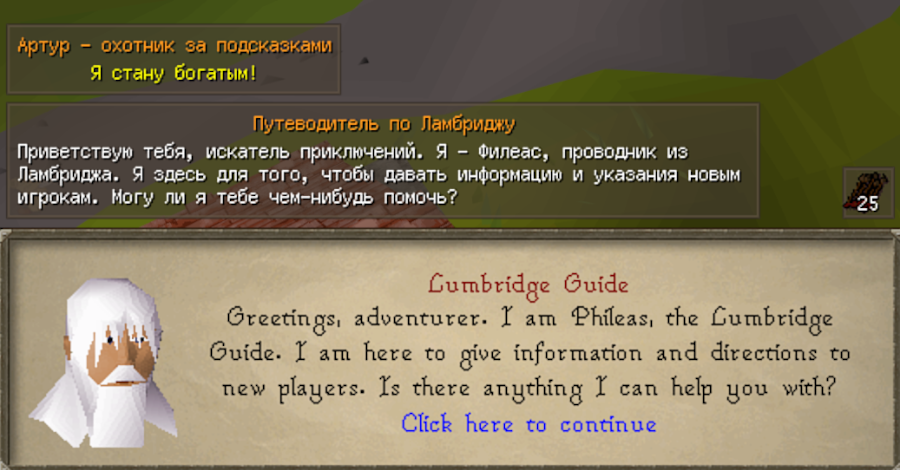 Артур - охотник за подсказками
Я стану богатым!
Путеводитель по Ламбриджу
Приветствую тебя, искатель приключений. Я - Филеас, проводник из
Ламбриджа. Я здесь для того, чтобы давать информацию и указания новым
игрокам. Могу ли я тебе чем-нибудь помочь?
25
Lumbridge Guide
Greetings, adventurer. I am Phileas, the Lumbridge
Guide. I am here to give information and directions to
new players. Is there anything I can help you with?
Click here to continue